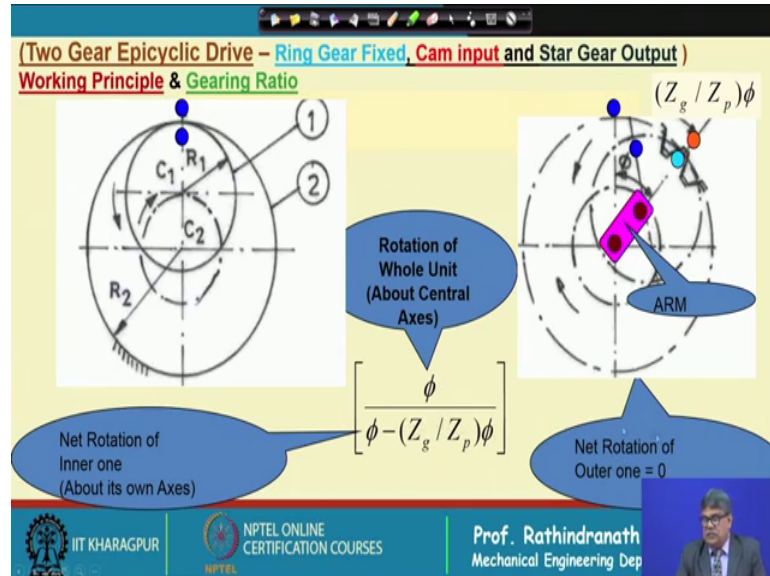 (Two Gear Epicyclic Drive – Ring Gear Fixed, Cam input and Star Gear Output )
Working Principle & Gearing Ratio
(Z_g / Z_p)ϕ
1
2
C₁
R₁
C₂
R₂
ϕ
Rotation of
Whole Unit
(About Central
Axes)
ARM
ϕ
ϕ − (Z_g / Z_p)ϕ
Net Rotation of
Inner one
(About its own Axes)
Net Rotation of
Outer one = 0
IIT KHARAGPUR
NPTEL
NPTEL ONLINE
CERTIFICATION COURSES
Prof. Rathindranath
Mechanical Engineering Dep